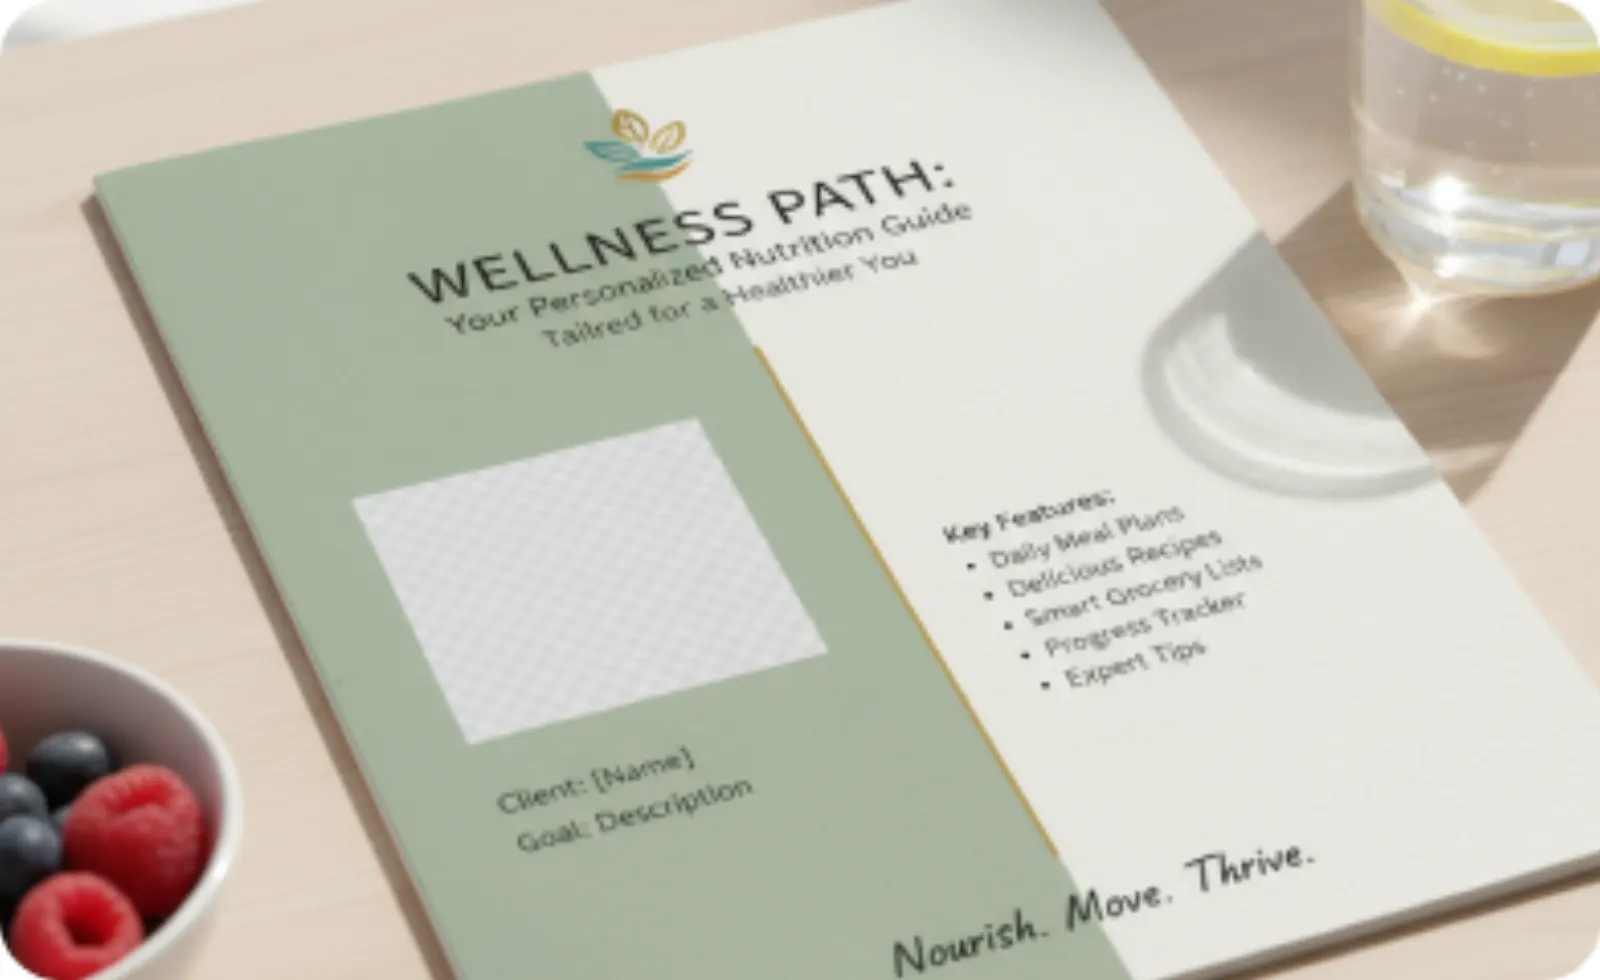 WELLNESS PATH:
Your Personalized Nutrition Guide
Tailred for a Healthier You
Key Features:
• Daily Meal Plans
• Delicious Recipes
• Smart Grocery Lists
• Progress Tracker
• Expert Tips
Client: [Name]
Goal: Description
Nourish. Move. Thrive.